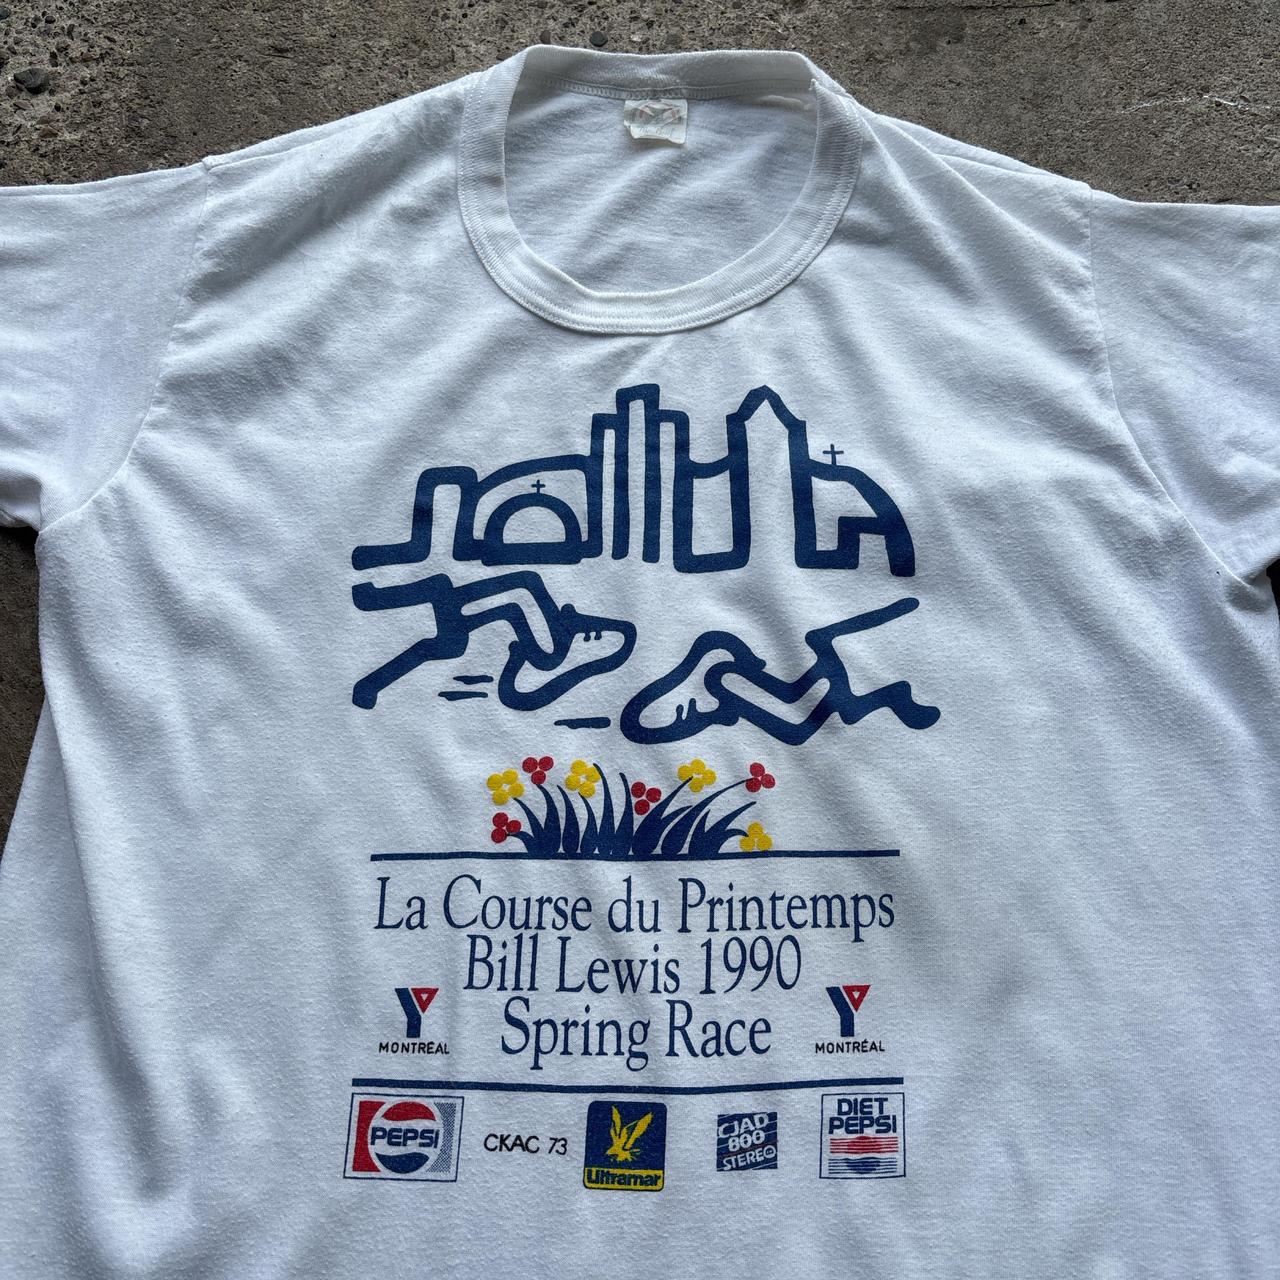 La Course du Printemps
Bill Lewis 1990
Spring Race
MONTRÉAL
MONTRÉAL
PEPSI
CKAC 73
Ultramar
CJAD
800
STEREO
DIET
PEPSI